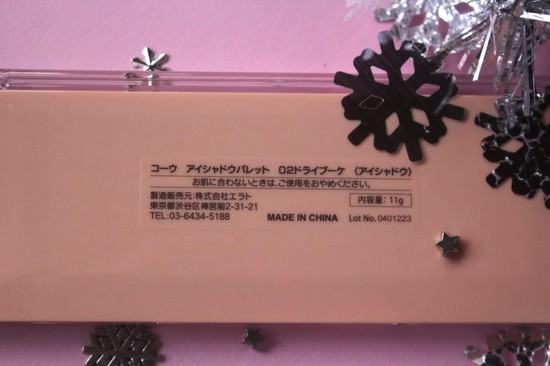 コーウ アイシャドウパレット 02ドライブーケ 〈アイシャドウ〉
お肌に合わないときは、ご使用をおやめください。
製造販売元:株式会社エラト
東京都渋谷区神宮前2-31-21
TEL:03-6434-5188
内容量:11g
MADE IN CHINA
Lot No. 0401223